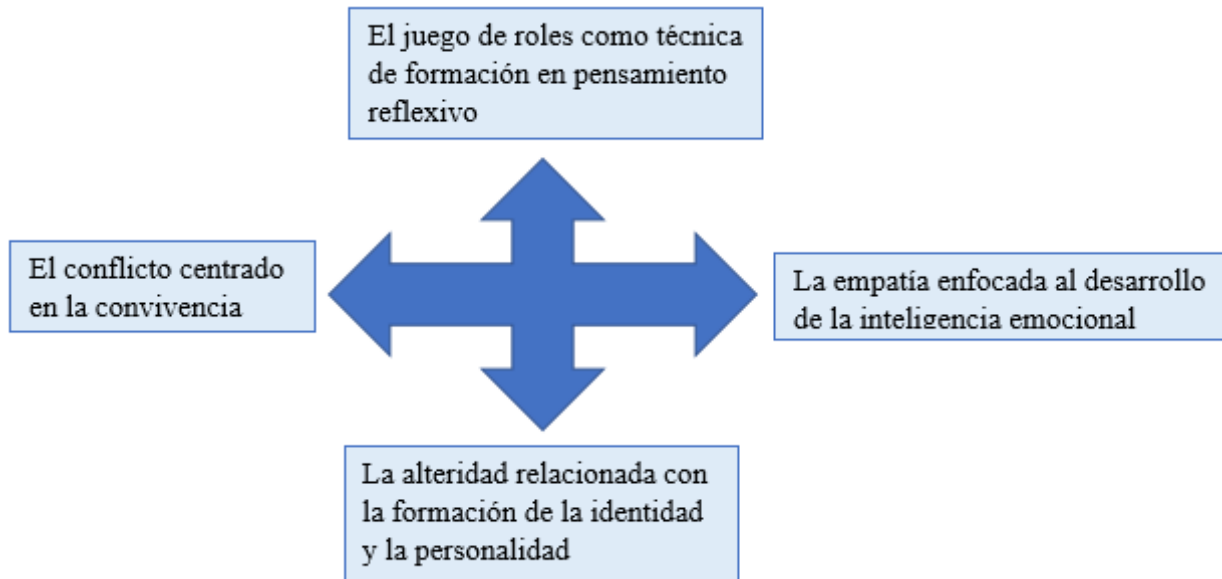 El juego de roles como técnica
de formación en pensamiento
reflexivo
El conflicto centrado
en la convivencia
La empatía enfocada al desarrollo
de la inteligencia emocional
La alteridad relacionada con
la formación de la identidad
y la personalidad